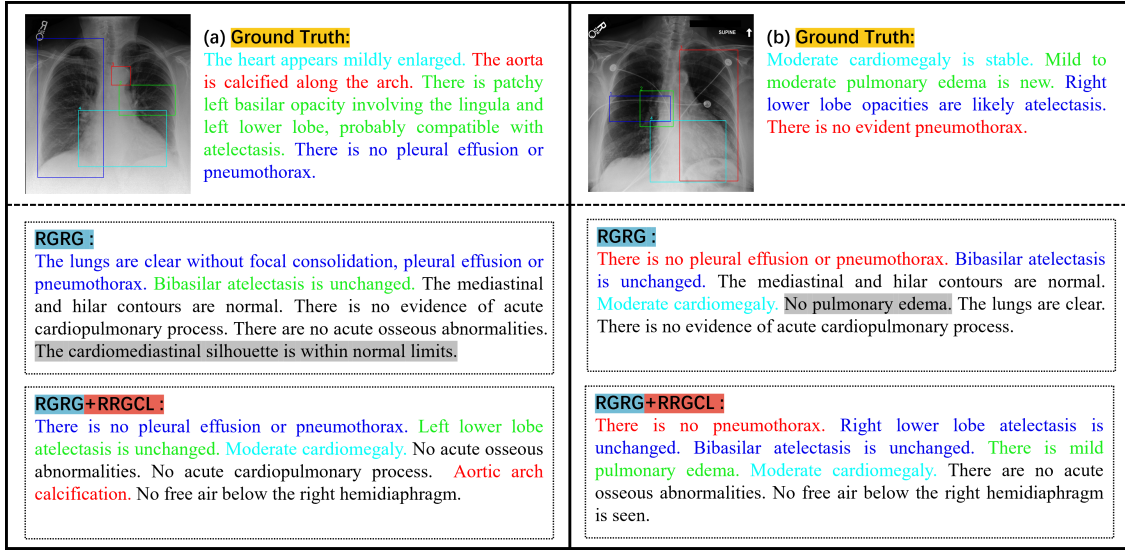 (a) Ground Truth:
The heart appears mildly enlarged. The aorta
is calcified along the arch. There is patchy
left basilar opacity involving the lingula and
left lower lobe, probably compatible with
atelectasis. There is no pleural effusion or
pneumothorax.
SUPINE
(b) Ground Truth:
Moderate cardiomegaly is stable. Mild to
moderate pulmonary edema is new. Right
lower lobe opacities are likely atelectasis.
There is no evident pneumothorax.
RGRG :
The lungs are clear without focal consolidation, pleural effusion or
pneumothorax. Bibasilar atelectasis is unchanged. The mediastinal
and hilar contours are normal. There is no evidence of acute
cardiopulmonary process. There are no acute osseous abnormalities.
The cardiomediastinal silhouette is within normal limits.
RGRG :
There is no pleural effusion or pneumothorax. Bibasilar atelectasis
is unchanged. The mediastinal and hilar contours are normal.
Moderate cardiomegaly. No pulmonary edema. The lungs are clear.
There is no evidence of acute cardiopulmonary process.
RGRG+RRGCL :
There is no pleural effusion or pneumothorax. Left lower lobe
atelectasis is unchanged. Moderate cardiomegaly. No acute osseous
abnormalities. No acute cardiopulmonary process. Aortic arch
calcification. No free air below the right hemidiaphragm.
RGRG+RRGCL :
There is no pneumothorax. Right lower lobe atelectasis is
unchanged. Bibasilar atelectasis is unchanged. There is mild
pulmonary edema. Moderate cardiomegaly. There are no acute
osseous abnormalities. No free air below the right hemidiaphragm
is seen.